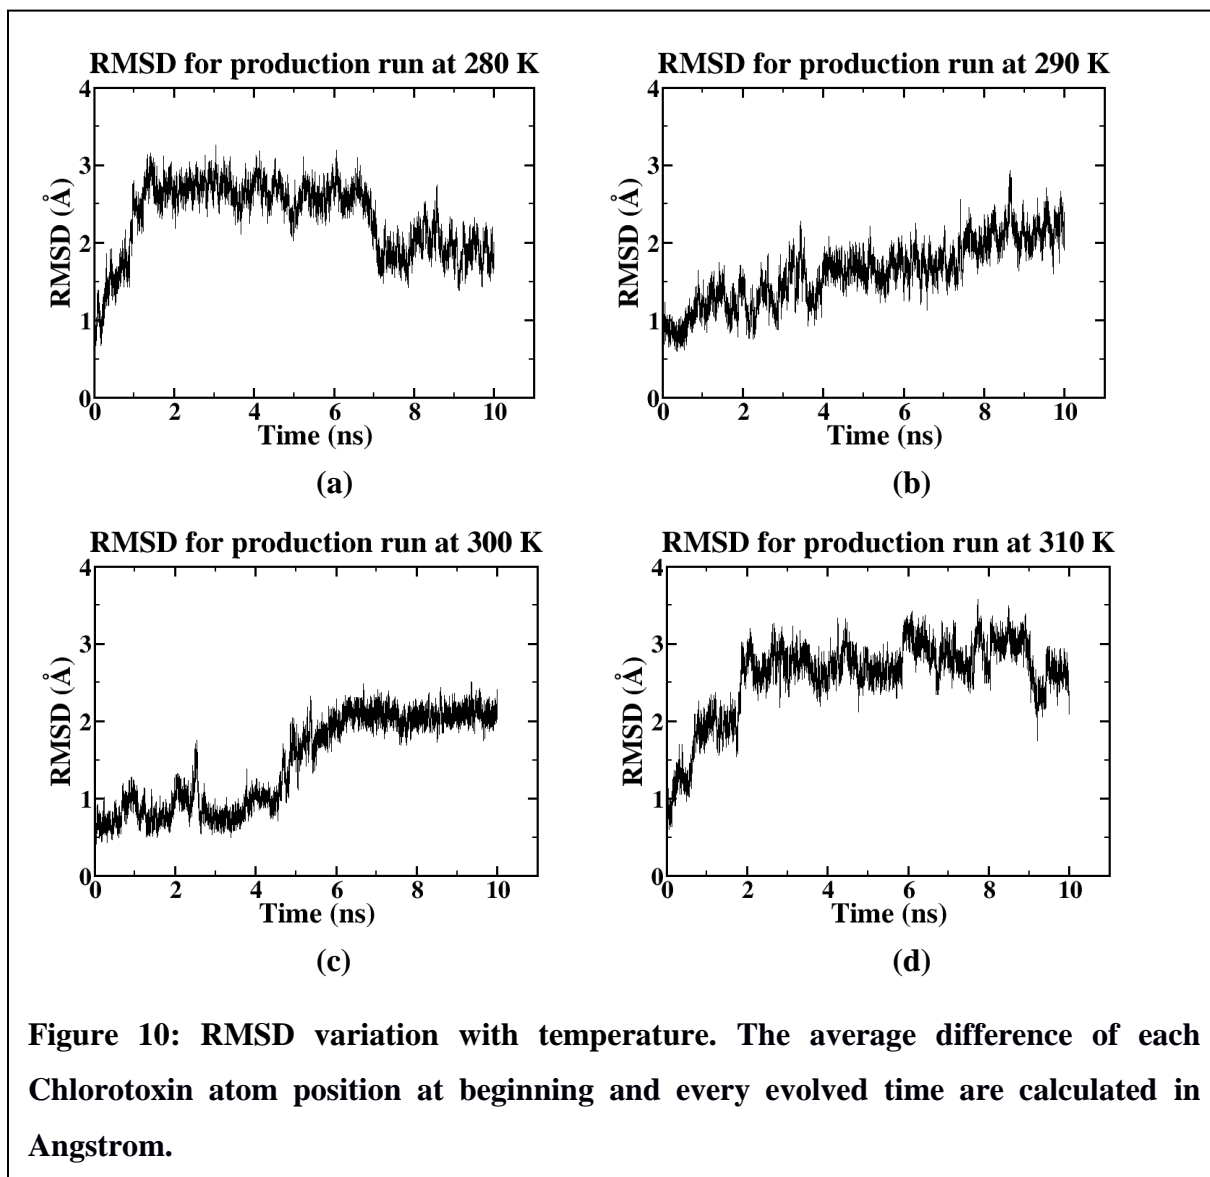 RMSD for production run at 280 K
4
3
2
1
0
RMSD (Å)
0 2 4 6 8 10
Time (ns)
(a)
RMSD for production run at 290 K
4
3
2
1
0
RMSD (Å)
0 2 4 6 8 10
Time (ns)
(b)
RMSD for production run at 300 K
4
3
2
1
0
RMSD (Å)
0 2 4 6 8 10
Time (ns)
(c)
RMSD for production run at 310 K
4
3
2
1
0
RMSD (Å)
0 2 4 6 8 10
Time (ns)
(d)
Figure 10: RMSD variation with temperature. The average difference of each
Chlorotoxin atom position at beginning and every evolved time are calculated in
Angstrom.